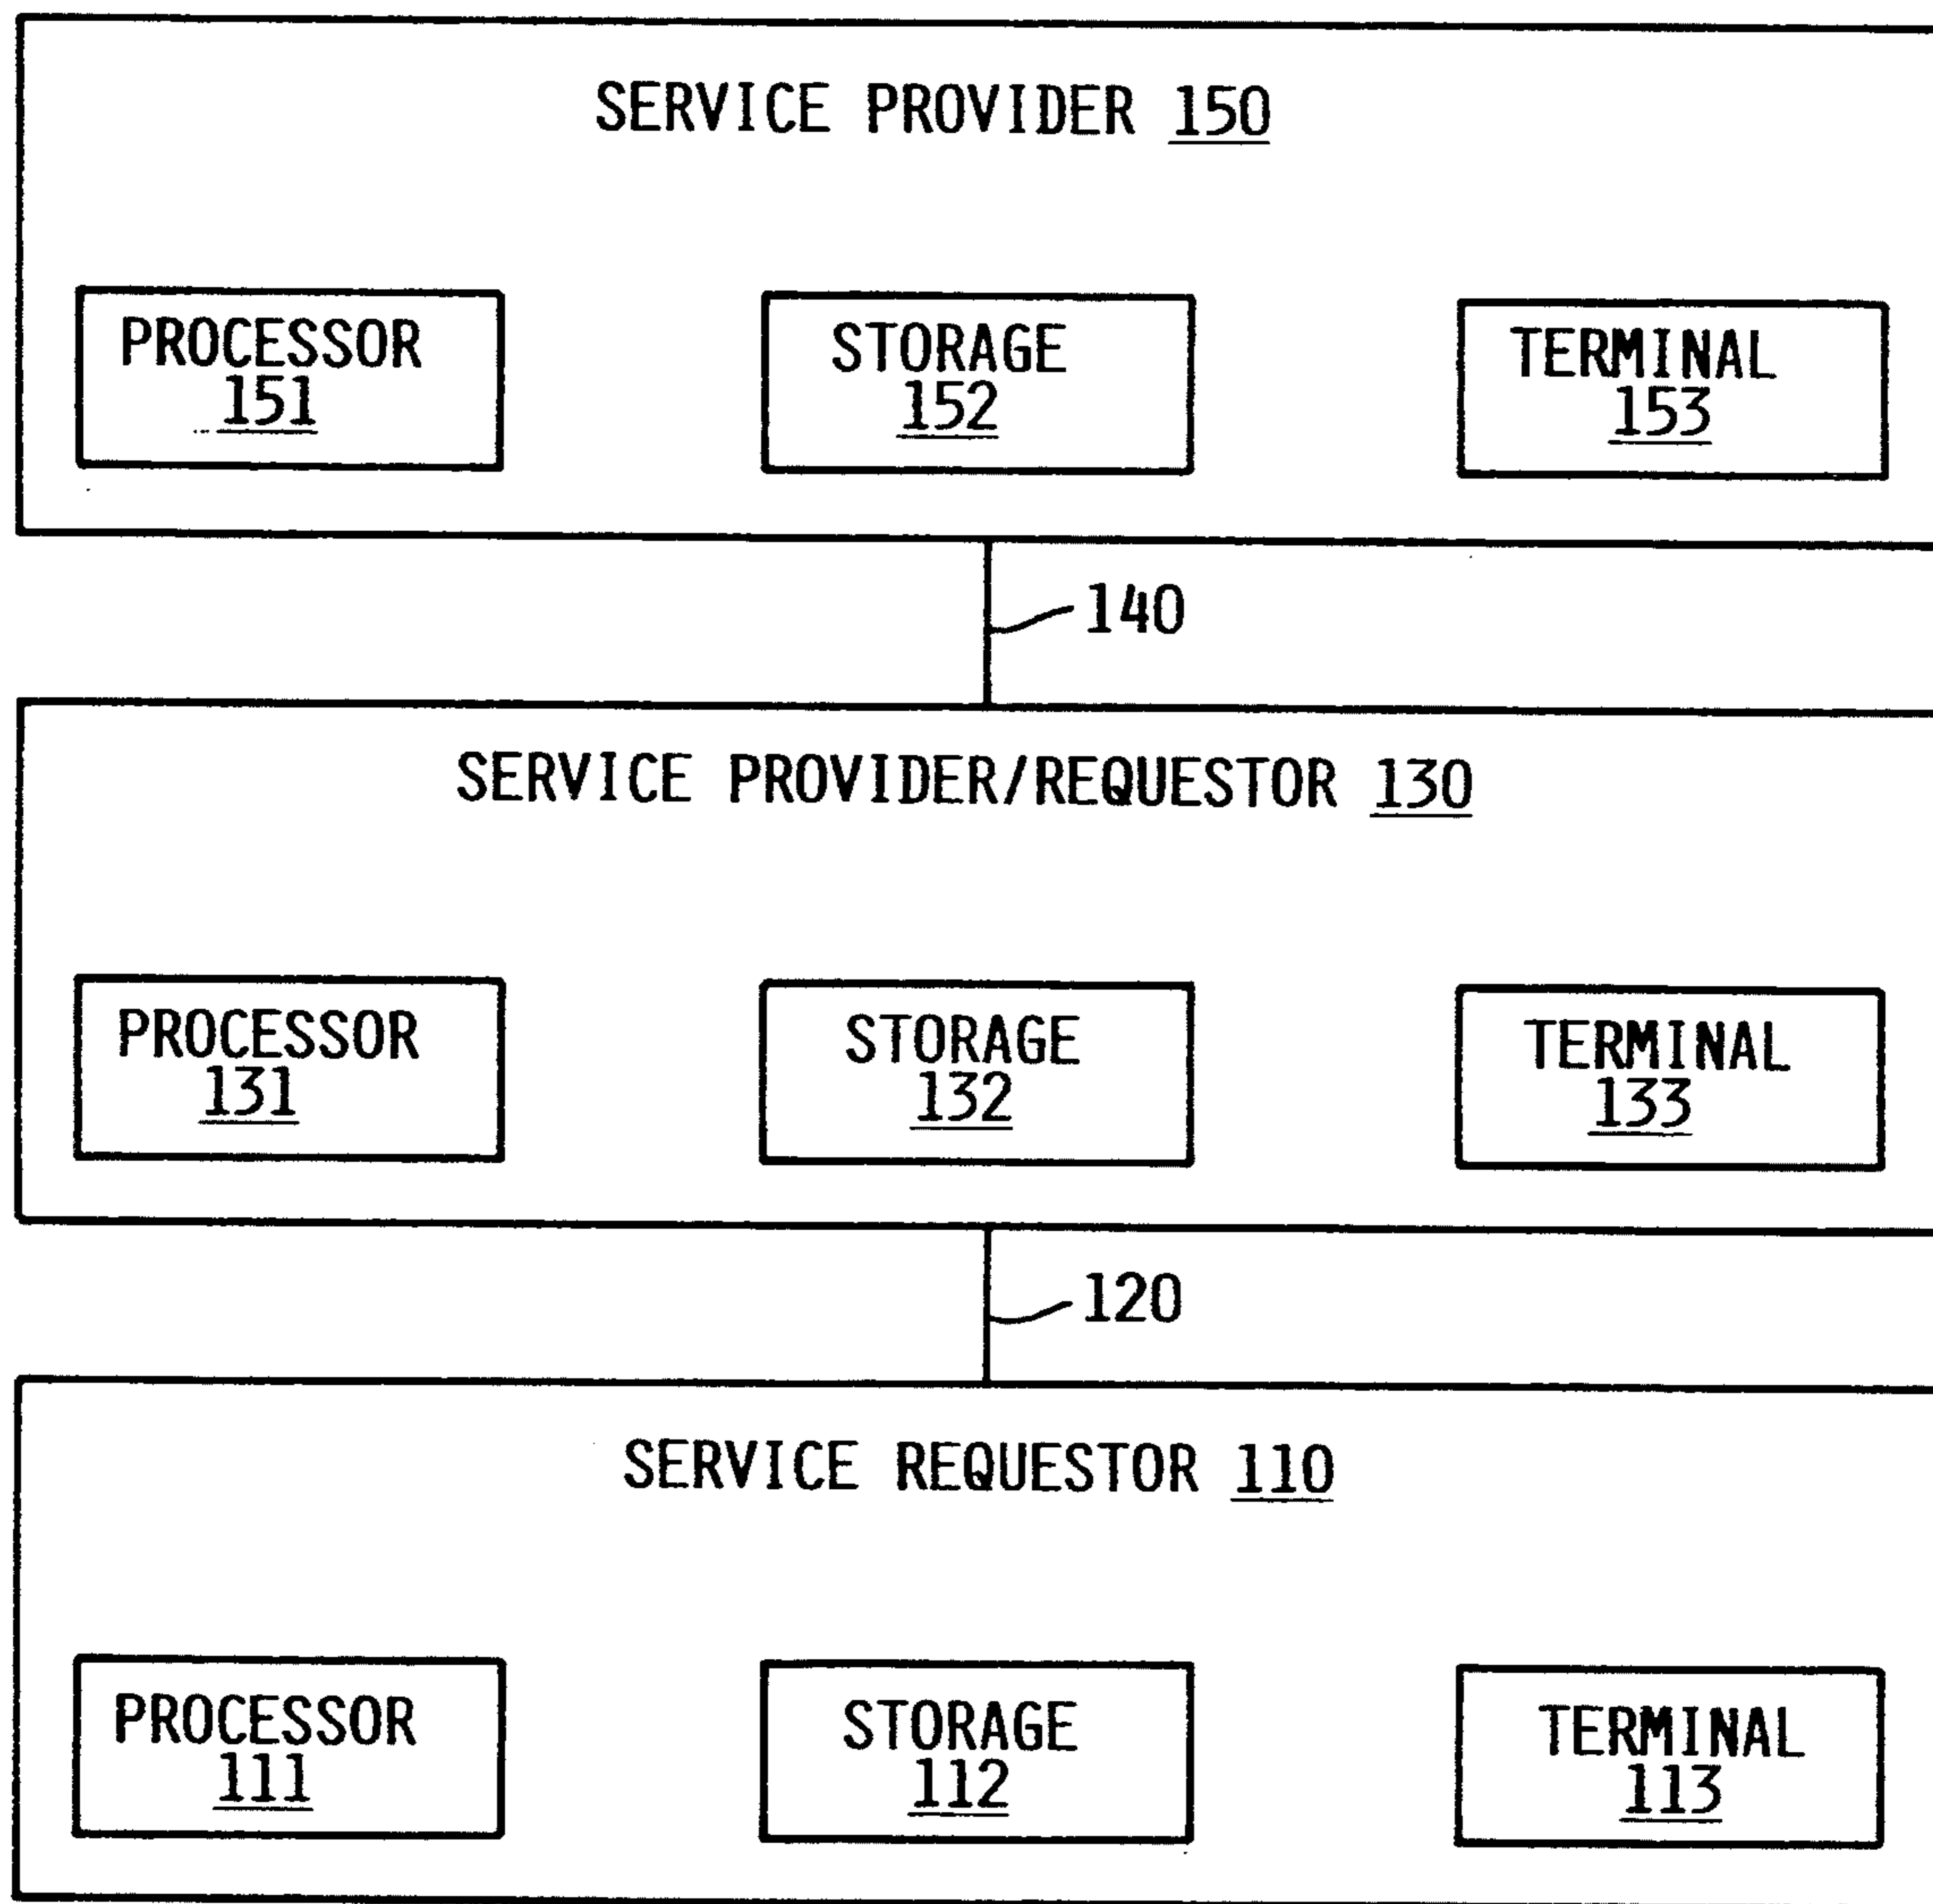 SERVICE PROVIDER 150
PROCESSOR
151
STORAGE
152
TERMINAL
153
140
SERVICE PROVIDER/REQUESTOR 130
PROCESSOR
131
STORAGE
132
TERMINAL
133
120
SERVICE REQUESTOR 110
PROCESSOR
111
STORAGE
112
TERMINAL
113